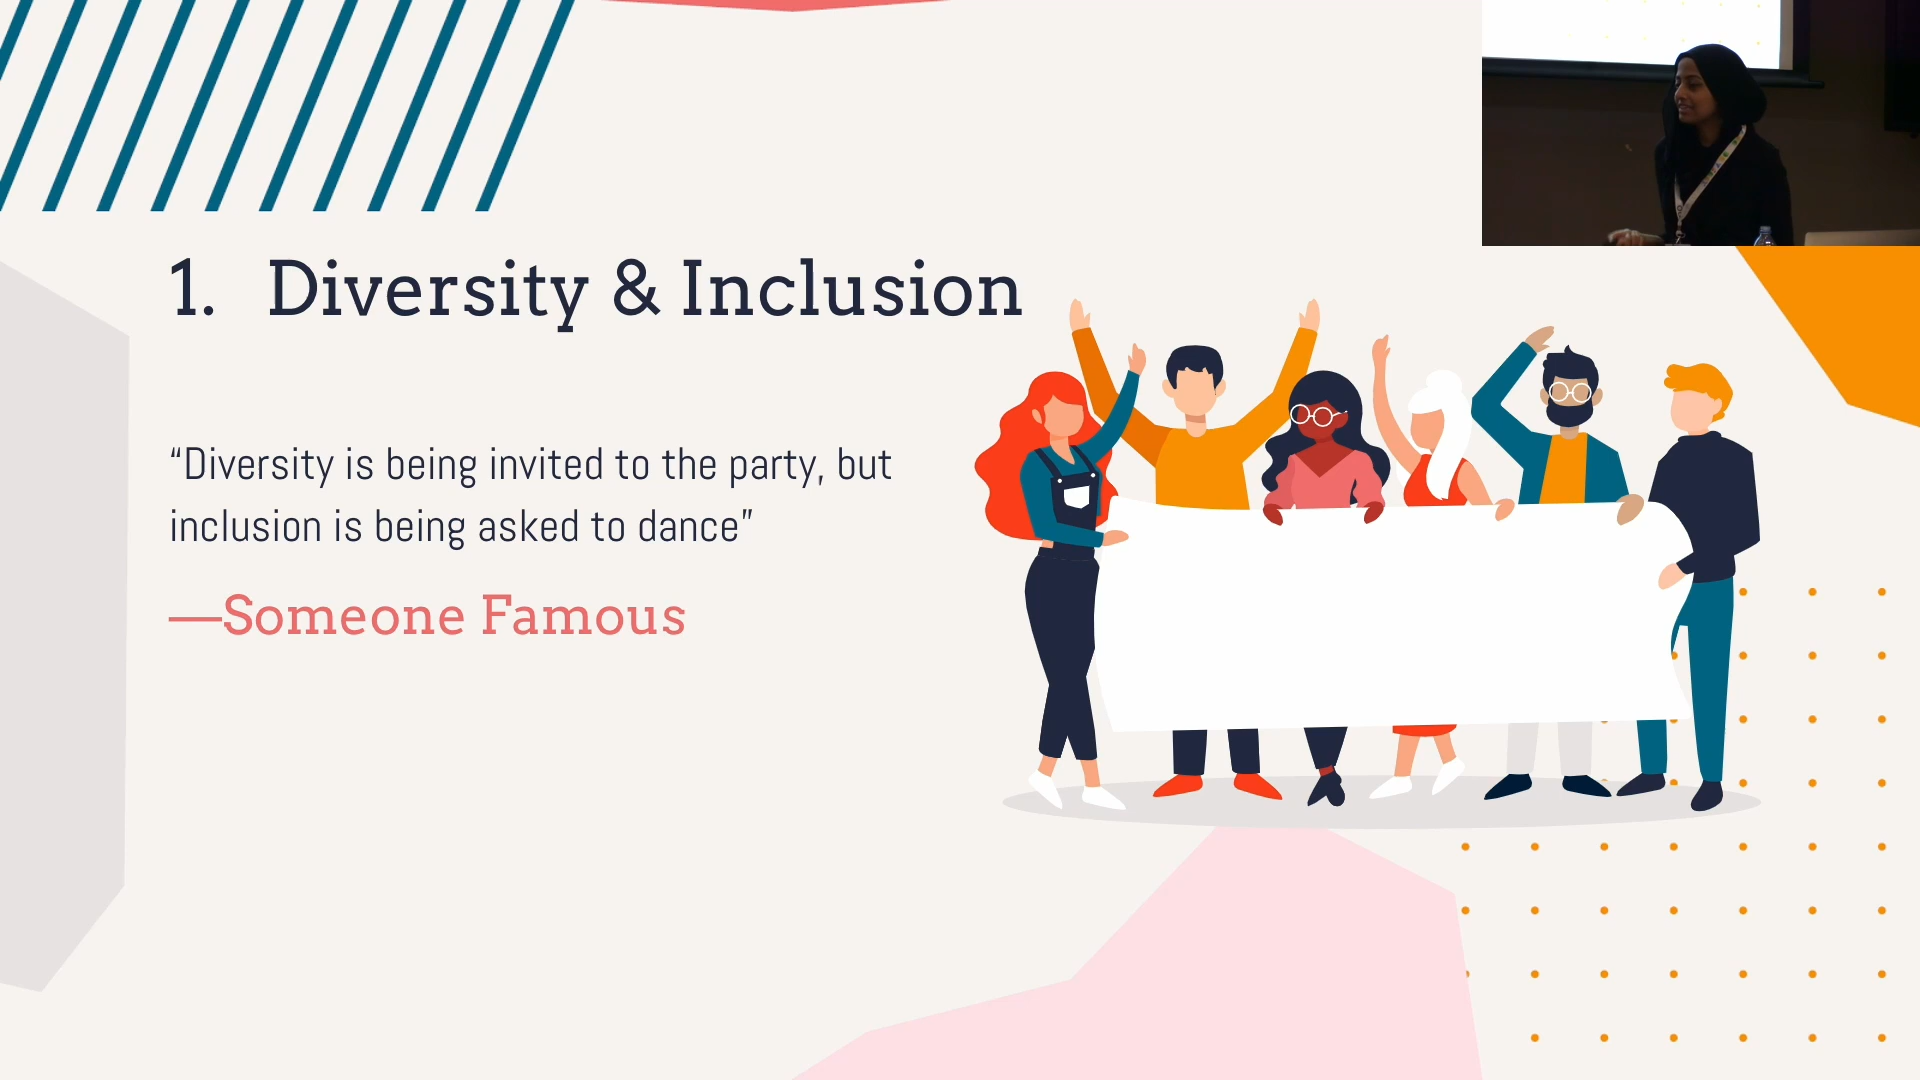 1. Diversity & Inclusion
“Diversity is being invited to the party, but
inclusion is being asked to dance”
—Someone Famous